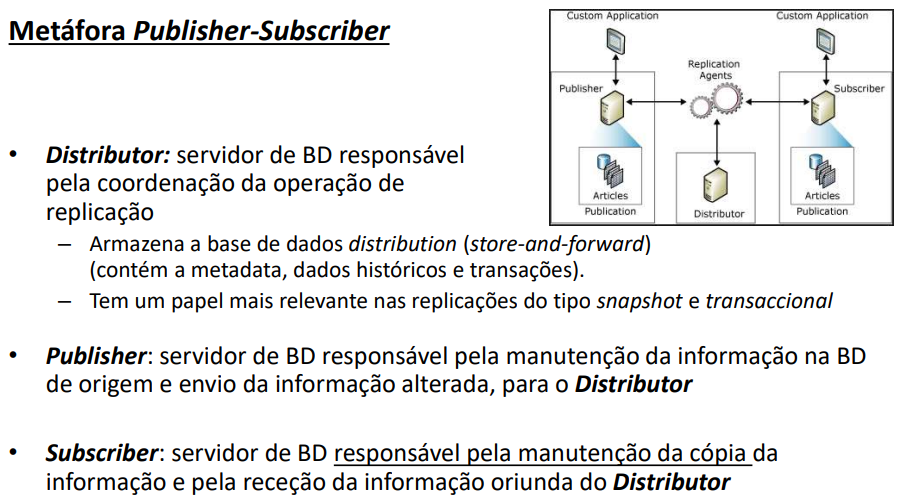 Metáfora Publisher-Subscriber
Custom Application
Custom Application
Replication
Agents
Publisher
Subscriber
Articles
Publication
Distributor
Articles
Publication
• Distributor: servidor de BD responsável
pela coordenação da operação de
replicação
– Armazena a base de dados distribution (store-and-forward)
(contém a metadata, dados históricos e transações).
– Tem um papel mais relevante nas replicações do tipo snapshot e transaccional
• Publisher: servidor de BD responsável pela manutenção da informação na BD
de origem e envio da informação alterada, para o Distributor
• Subscriber: servidor de BD responsável pela manutenção da cópia da
informação e pela receção da informação oriunda do Distributor